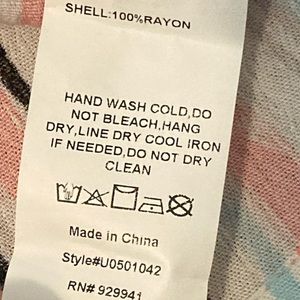 SHELL:100%RAYON
HAND WASH COLD,DO
NOT BLEACH,HANG
DRY,LINE DRY COOL IRON
IF NEEDED,DO NOT DRY
CLEAN
Made in China
Style#U0501042
RN# 929941